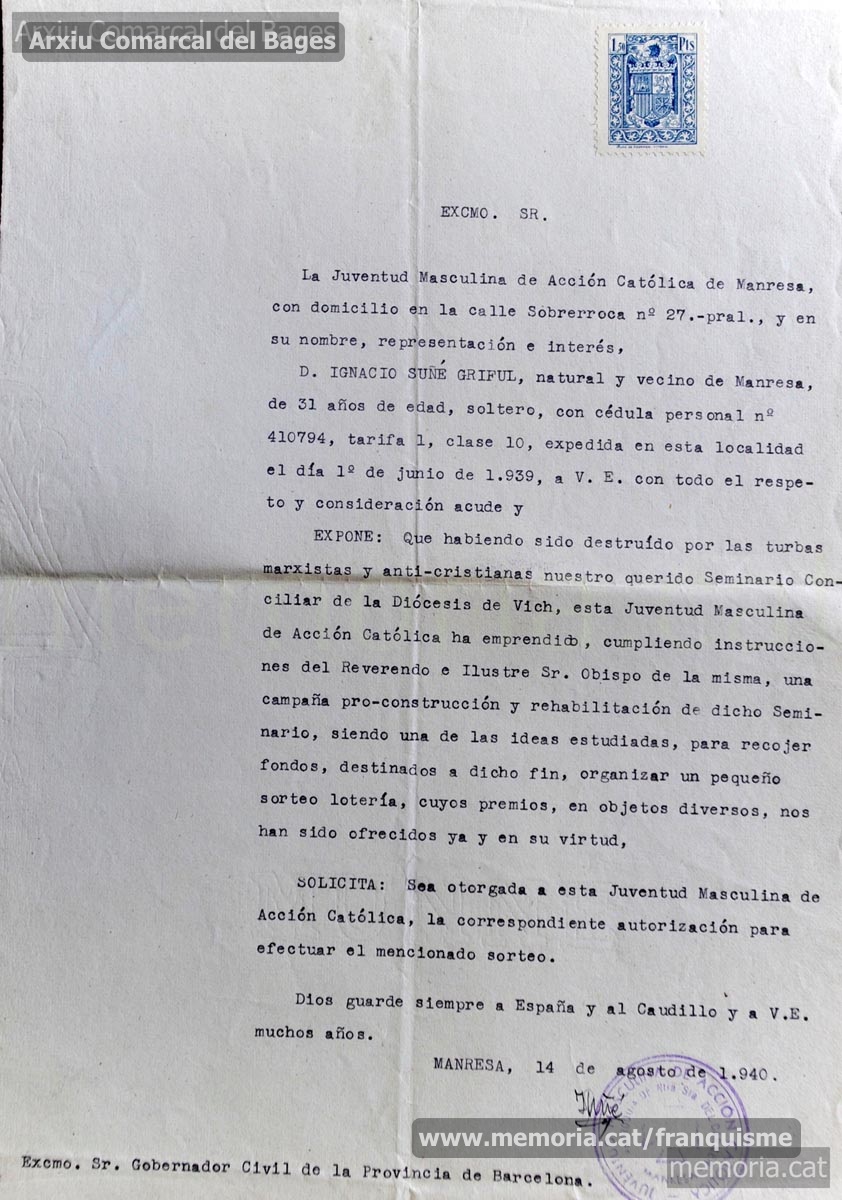 Arxiu Comarcal del Bages
1,50 Pts
EXCMO. SR.
La Juventud Masculina de Acción Católica de Manresa,
con domicilio en la calle Sobrerroca nº 27.-pral., y en
su nombre, representación e interés,
D. IGNACIO SUÑÉ GRIFUL, natural y vecino de Manresa,
de 31 años de edad, soltero, con cédula personal nº
410794, tarifa 1, clase 10, expedida en esta localidad
el día 1º de junio de 1.939, a V. E. con todo el respe-
to y consideración acude y
EXPONE: Que habiendo sido destruído por las turbas
marxistas y anti-cristianas nuestro querido Seminario Con-
ciliar de la Diócesis de Vich, esta Juventud Masculina
de Acción Católica ha emprendido, cumpliendo instruccio-
nes del Reverendo e Ilustre Sr. Obispo de la misma, una
campaña pro-construcción y rehabilitación de dicho Semi-
nario, siendo una de las ideas estudiadas, para recojer
fondos, destinados a dicho fin, organizar un pequeño
sorteo lotería, cuyos premios, en objetos diversos, nos
han sido ofrecidos ya y en su virtud,
SOLICITA: Sea otorgada a esta Juventud Masculina de
Acción Católica, la correspondiente autorización para
efectuar el mencionado sorteo.
Dios guarde siempre a España y al Caudillo y a V.E.
muchos años.
MANRESA, 14 de agosto de 1.940.
Suñé
www.memoria.cat/franquisme
memoria.cat
Excmo. Sr. Gobernador Civil de la Provincia de Barcelona.